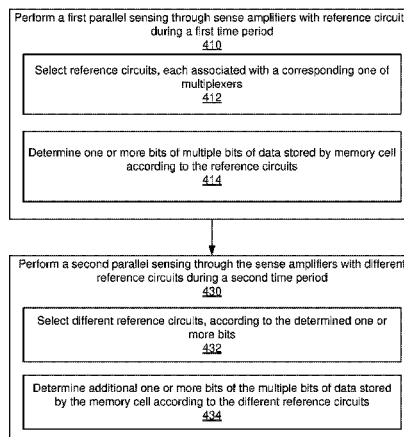 Perform a first parallel sensing through sense amplifiers with reference circuits
during a first time period
410
Select reference circuits, each associated with a corresponding one of
multiplexers
412
Determine one or more bits of multiple bits of data stored by memory cell
according to the reference circuits
414
Perform a second parallel sensing through the sense amplifiers with different
reference circuits during a second time period
430
Select different reference circuits, according to the determined one or
more bits
432
Determine additional one or more bits of the multiple bits of data stored
by the memory cell according to the different reference circuits
434